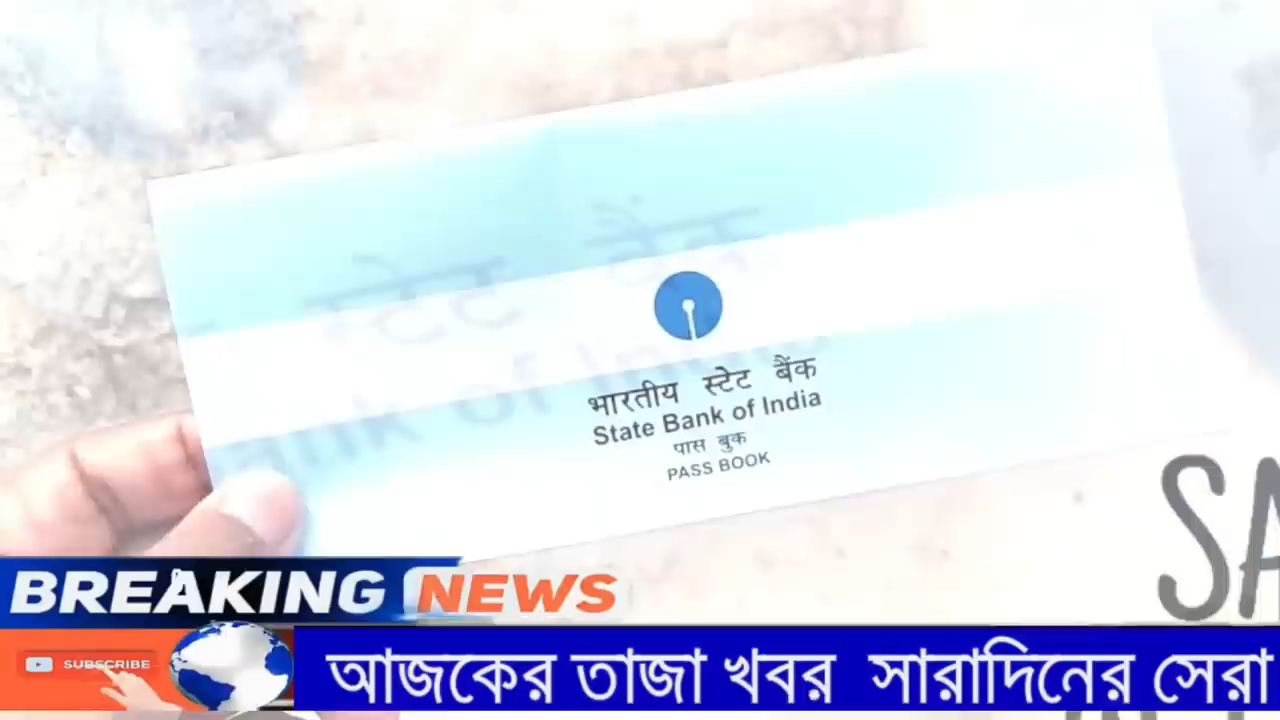 भारतीय स्टेट बैंक
State Bank of India
पास बुक
PASS BOOK
BREAKING NEWS
SUBSCRIBE
আজকের তাজা খবর সারাদিনের সেরা